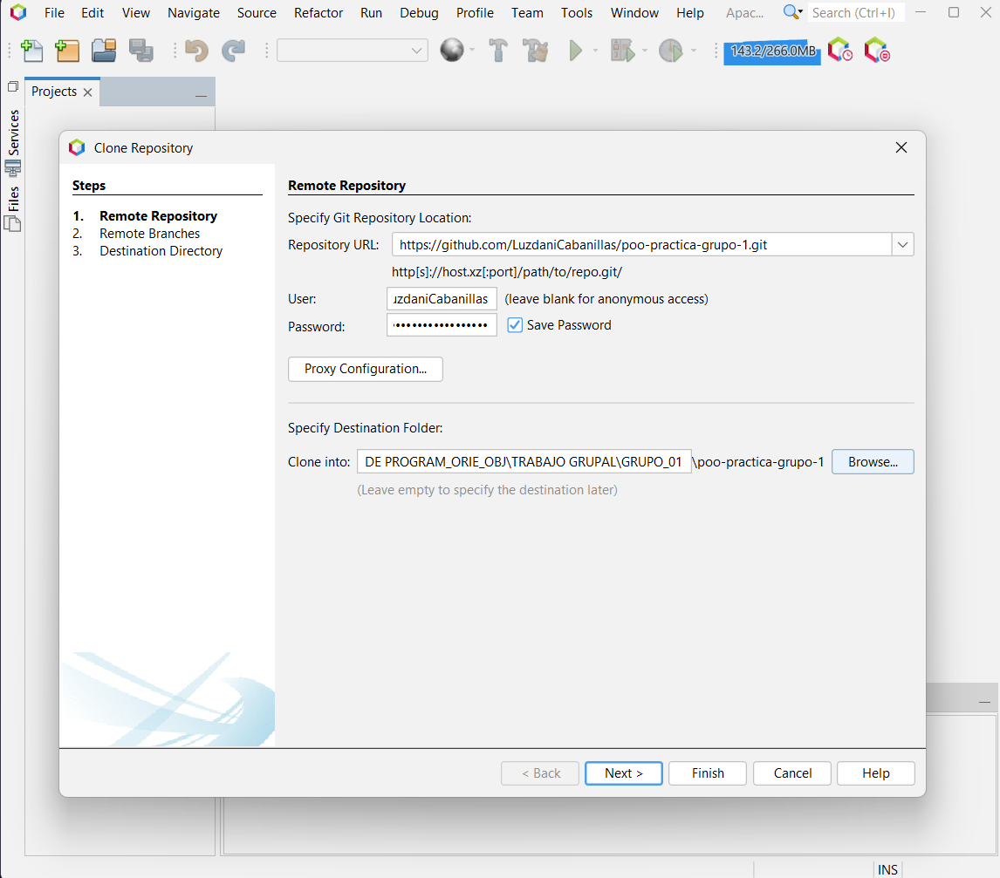 File Edit View Navigate Source Refactor Run Debug Profile Team Tools Window Help Apac... Search (Ctrl+I)
143.2/266.0MB
Projects
Services
Files
Clone Repository
Steps
1. Remote Repository
2. Remote Branches
3. Destination Directory
Remote Repository
Specify Git Repository Location:
Repository URL: https://github.com/LuzdaniCabanillas/poo-practica-grupo-1.git
http[s]://host.xz[:port]/path/to/repo.git/
User: uzdaniCabanillas (leave blank for anonymous access)
Password: Save Password
Proxy Configuration...
Specify Destination Folder:
Clone into: DE PROGRAM_ORIE_OBJ\TRABAJO GRUPAL\GRUPO_01 \poo-practica-grupo-1 Browse...
(Leave empty to specify the destination later)
< Back Next > Finish Cancel Help
INS